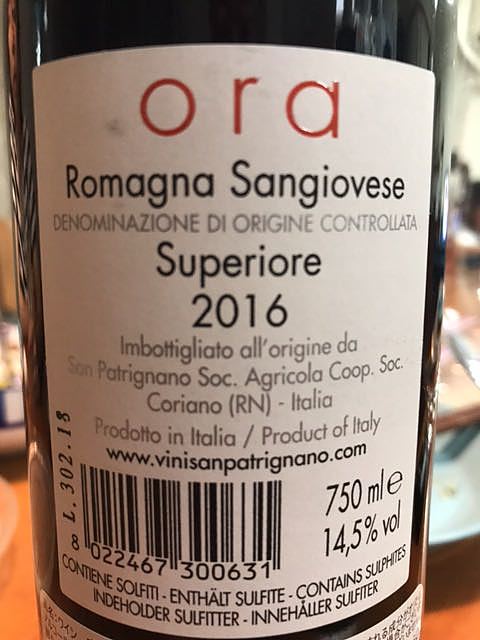 ora
Romagna Sangiovese
DENOMINAZIONE DI ORIGINE CONTROLLATA
Superiore
2016
Imbottigliato all'origine da
San Patrignano Soc. Agricola Coop. Soc.
Coriano (RN) - Italia
Prodotto in Italia / Product of Italy
www.vinisanpatrignano.com
L. 302.18
750 ml e
14,5% vol
8 022467 300631
CONTIENE SOLFITI - ENTHÄLT SULFITE - CONTAINS SULPHITES
INDEHOLDER SULFITTER - INNEHÅLLER SULFITER